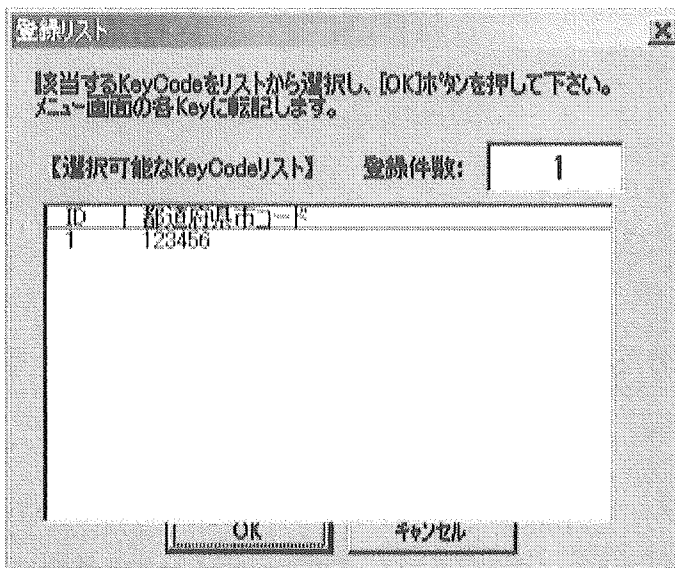 登録リスト
該当するKeyCodeをリストから選択し、[OK]ボタンを押して下さい。
メニュー画面の各Keyに転記します。
【選択可能なKeyCodeリスト】 登録件数: 1
ID 都道府県市コード
1 123456
OK キャンセル